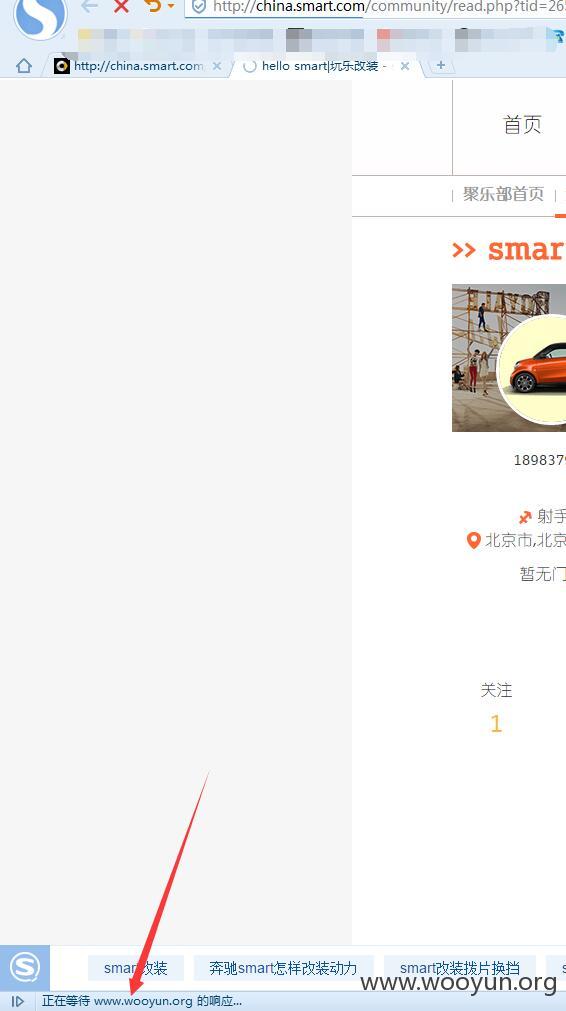 http://china.smart.com/community/read.php?tid=265
http://china.smart.com
hello smart|玩乐改装 -
首页
聚乐部首页
>> smar
189837
射手
北京市,北京
暂无门
关注
1
smart改装
奔驰smart怎样改装动力
smart改装拨片换挡
www.wooyun.org
正在等待 www.wooyun.org 的响应...